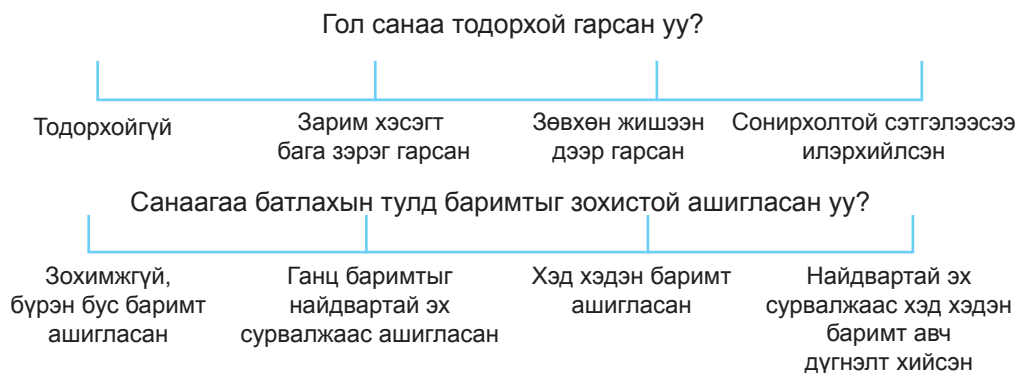 Гол санаа тодорхой гарсан уу?
Тодорхойгүй
Зарим хэсэгт
бага зэрэг гарсан
Зөвхөн жишээн
дээр гарсан
Сонирхолтой сэтгэлээсээ
илэрхийлсэн
Санаагаа батлахын тулд баримтыг зохистой ашигласан уу?
Зохимжгүй,
бүрэн бус баримт
ашигласан
Ганц баримтыг
найдвартай эх
сурвалжаас ашигласан
Хэд хэдэн баримт
ашигласан
Найдвартай эх
сурвалжаас хэд хэдэн
баримт авч
дүгнэлт хийсэн